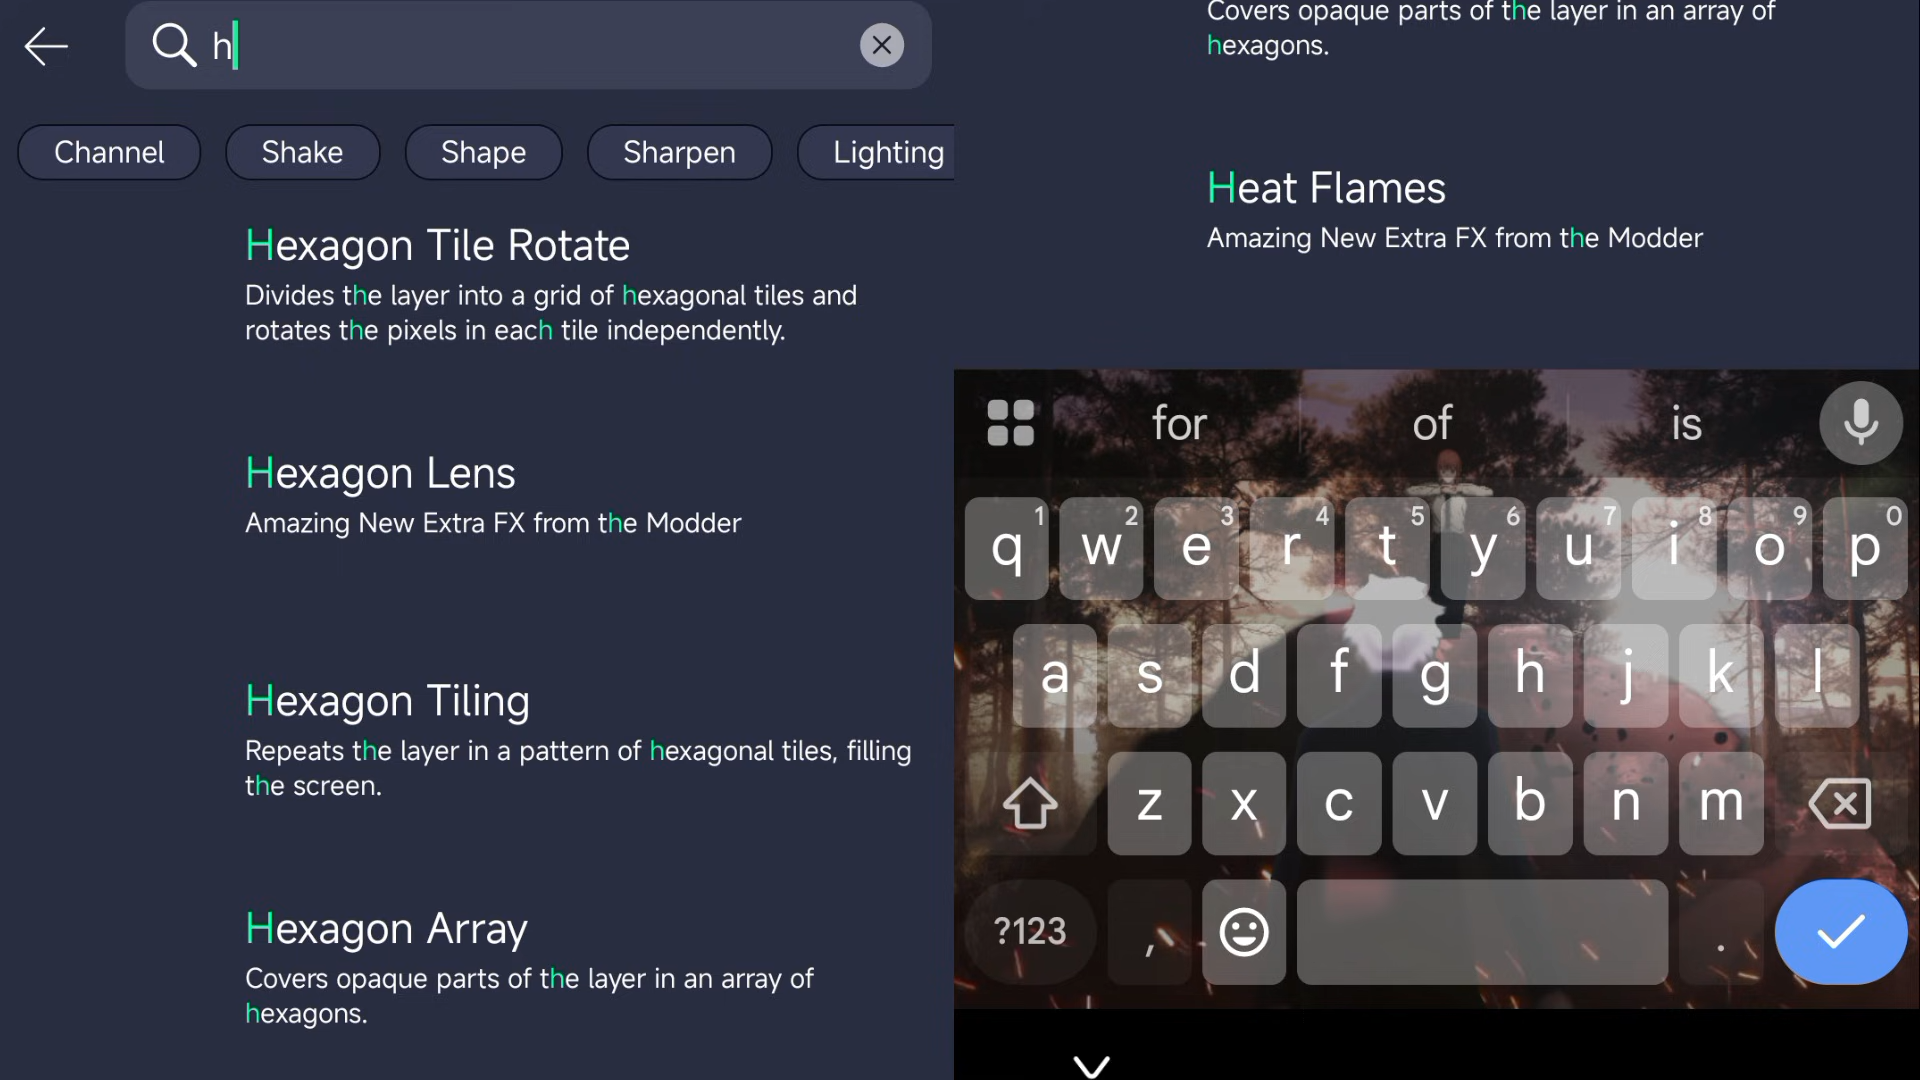 h
Channel
Shake
Shape
Sharpen
Lighting
Hexagon Tile Rotate
Divides the layer into a grid of hexagonal tiles and
rotates the pixels in each tile independently.
Hexagon Lens
Amazing New Extra FX from the Modder
Hexagon Tiling
Repeats the layer in a pattern of hexagonal tiles, filling
the screen.
Hexagon Array
Covers opaque parts of the layer in an array of
hexagons.
Covers opaque parts of the layer in an array of
hexagons.
Heat Flames
Amazing New Extra FX from the Modder
for of is
1 2 3 4 5 6 7 8 9 0
q w e r t y u i o p
a s d f g h j k l
z x c v b n m
?123 , .